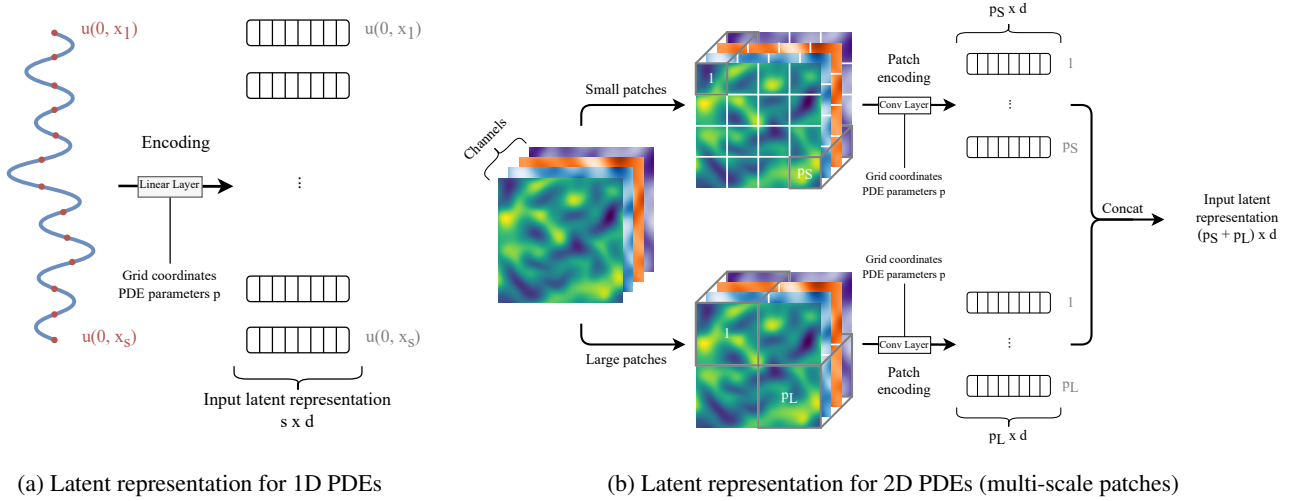 u(0, x1)
u(0, x1)
Encoding
Linear Layer
⋮
Grid coordinates
PDE parameters p
u(0, xs)
u(0, xs)
Input latent representation
s x d
(a) Latent representation for 1D PDEs
Channels
Small patches
1
pS
Patch
encoding
Conv Layer
Grid coordinates
PDE parameters p
pS x d
1
⋮
pS
Large patches
1
pL
Grid coordinates
PDE parameters p
Conv Layer
Patch
encoding
1
⋮
pL
pL x d
Concat
Input latent
representation
(pS + pL) x d
(b) Latent representation for 2D PDEs (multi-scale patches)